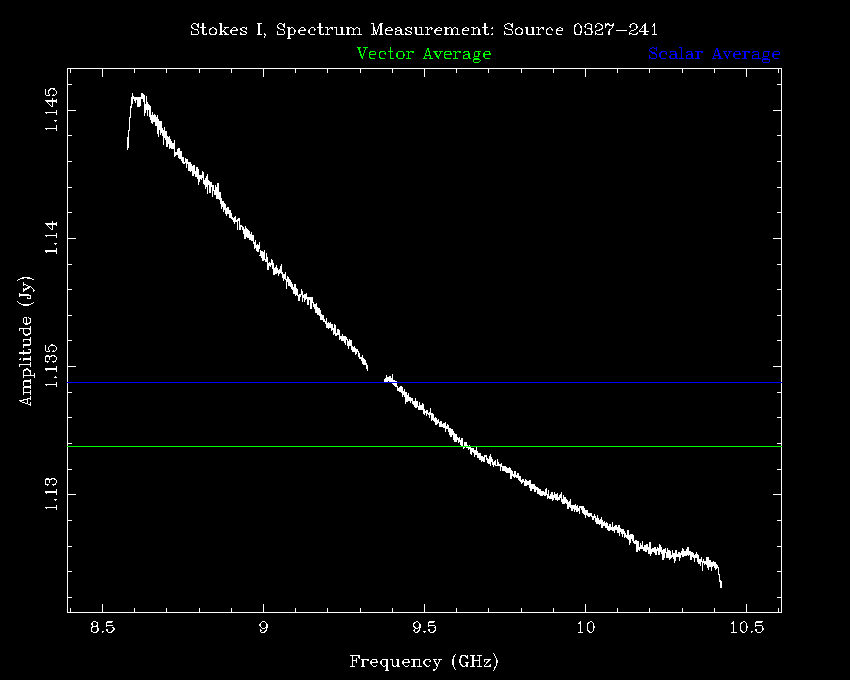 Stokes I, Spectrum Measurement: Source 0327−241
Vector Average Scalar Average
1.145
1.14
1.135
1.13
Amplitude (Jy)
8.5 9 9.5 10 10.5
Frequency (GHz)